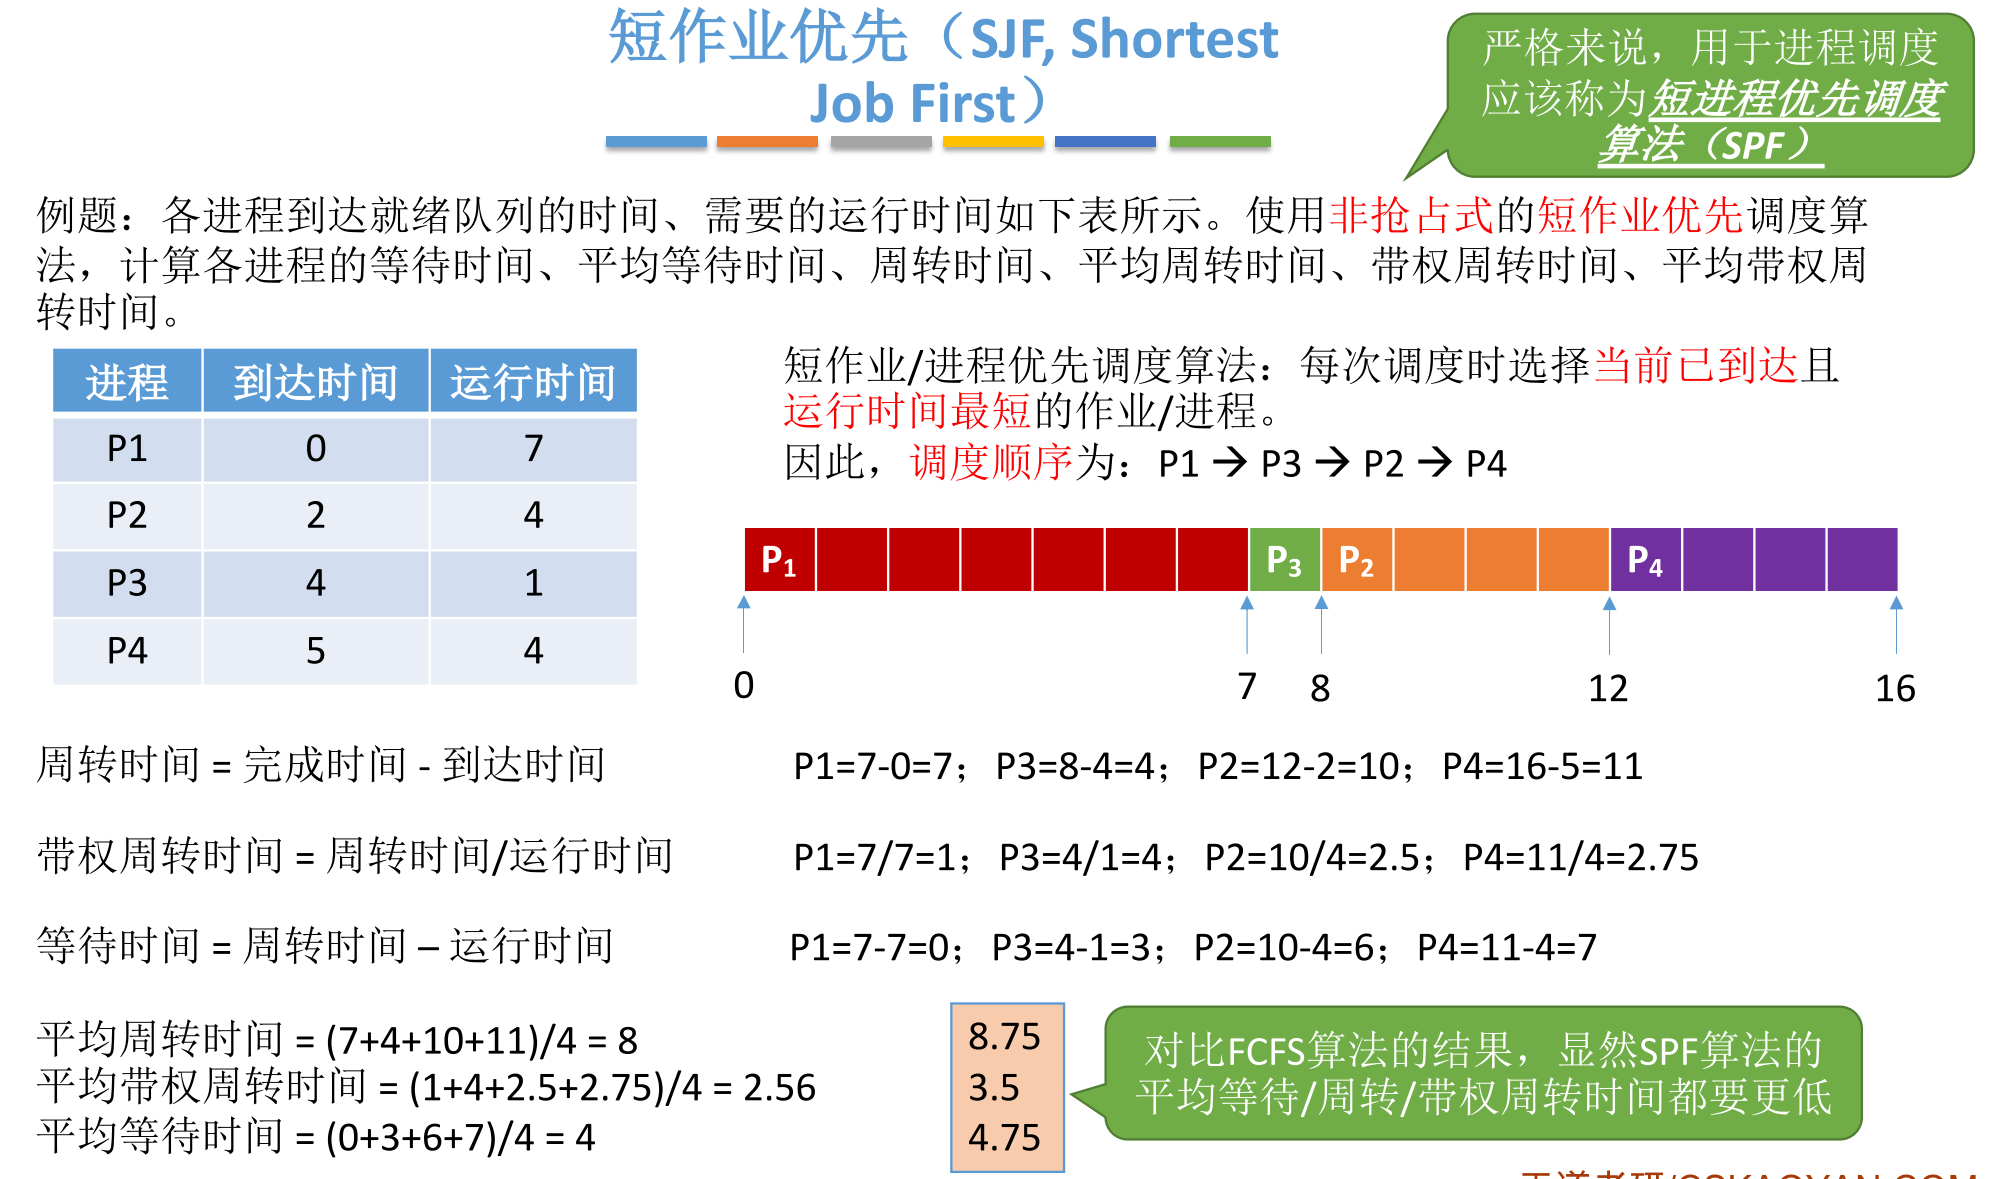 短作业优先（SJF, Shortest
Job First）
严格来说，用于进程调度
应该称为短进程优先调度
算法（SPF）
例题：各进程到达就绪队列的时间、需要的运行时间如下表所示。使用非抢占式的短作业优先调度算
法，计算各进程的等待时间、平均等待时间、周转时间、平均周转时间、带权周转时间、平均带权周
转时间。
进程 到达时间 运行时间
P1 0 7
P2 2 4
P3 4 1
P4 5 4
短作业/进程优先调度算法：每次调度时选择当前已到达且
运行时间最短的作业/进程。
因此，调度顺序为：P1 → P3 → P2 → P4
P1 P3 P2 P4
0 7 8 12 16
周转时间 = 完成时间 - 到达时间
P1=7-0=7；P3=8-4=4；P2=12-2=10；P4=16-5=11
带权周转时间 = 周转时间/运行时间
P1=7/7=1；P3=4/1=4；P2=10/4=2.5；P4=11/4=2.75
等待时间 = 周转时间 – 运行时间
P1=7-7=0；P3=4-1=3；P2=10-4=6；P4=11-4=7
平均周转时间 = (7+4+10+11)/4 = 8
平均带权周转时间 = (1+4+2.5+2.75)/4 = 2.56
平均等待时间 = (0+3+6+7)/4 = 4
8.75
3.5
4.75
对比FCFS算法的结果，显然SPF算法的
平均等待/周转/带权周转时间都要更低
王道考研/CSKAOYAN.COM